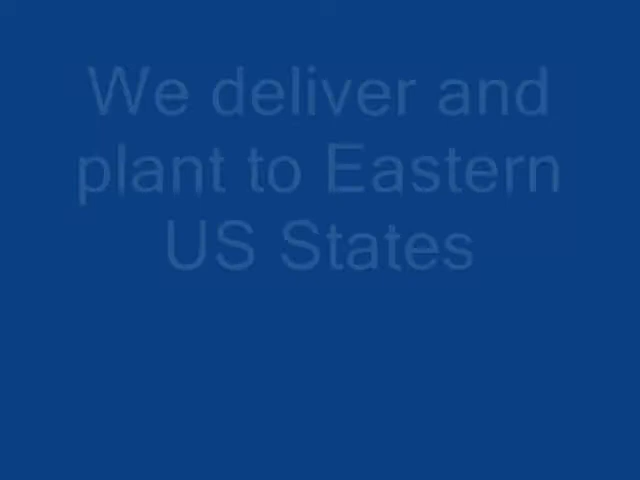 We deliver and
plant to Eastern
US States